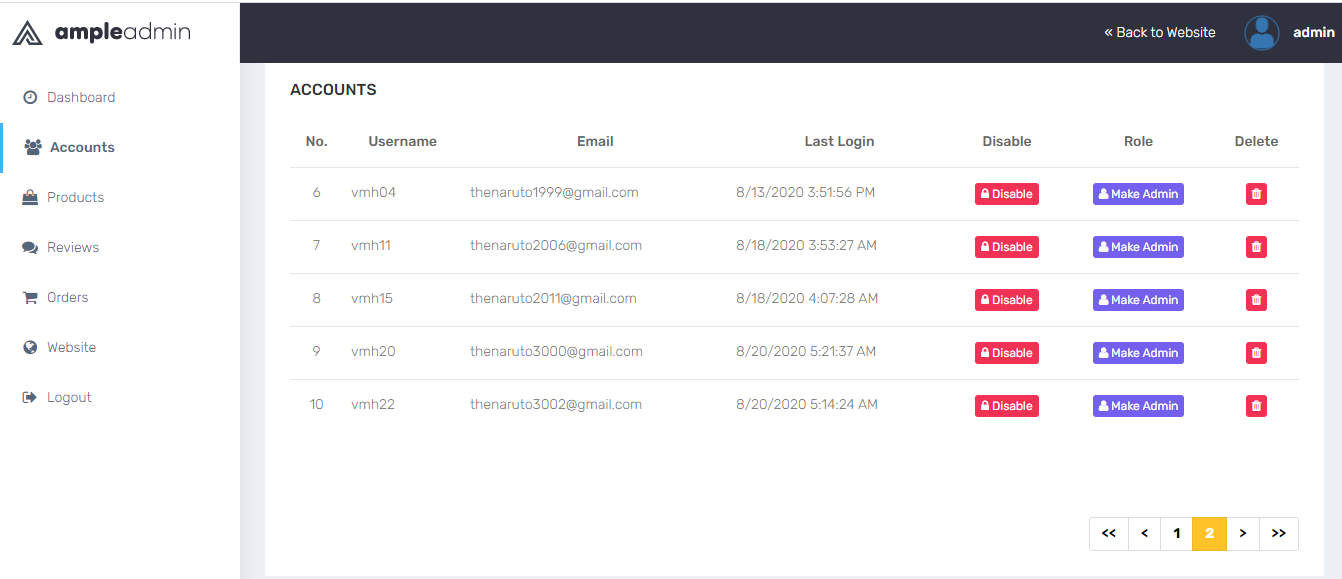 ampleadmin
« Back to Website
admin
Dashboard
Accounts
Products
Reviews
Orders
Website
Logout
ACCOUNTS
No. Username Email Last Login Disable Role Delete
6 vmh04 thenaruto1999@gmail.com 8/13/2020 3:51:56 PM Disable Make Admin
7 vmh11 thenaruto2006@gmail.com 8/18/2020 3:53:27 AM Disable Make Admin
8 vmh15 thenaruto2011@gmail.com 8/18/2020 4:07:28 AM Disable Make Admin
9 vmh20 thenaruto3000@gmail.com 8/20/2020 5:21:37 AM Disable Make Admin
10 vmh22 thenaruto3002@gmail.com 8/20/2020 5:14:24 AM Disable Make Admin
<< < 1 2 > >>